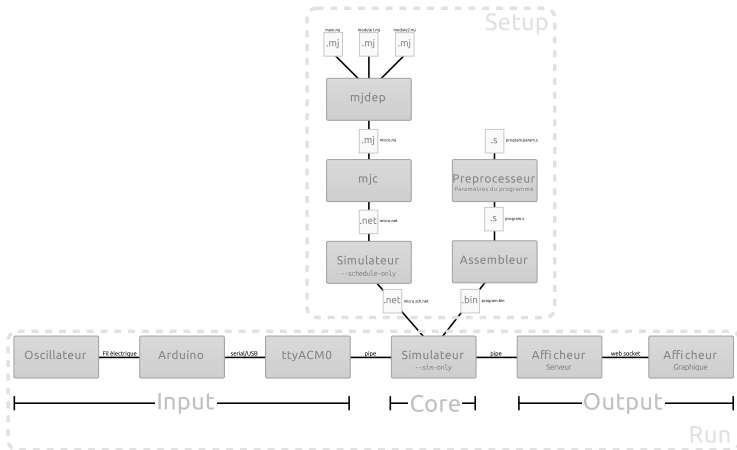 Setup
main.mj module1.mj module2.mj
.mj .mj .mj
mjdep
.mj micro.mj
.s program.param.s
mjc
Preprocesseur
Paramètres du programme
.net micro.net
.s program.s
Simulateur
--schedule-only
Assembleur
.net micro.sch.net
.bin program.bin
Oscillateur Fil électrique Arduino serial/USB ttyACM0 pipe Simulateur pipe Afficheur web socket Afficheur
--sim-only Serveur Graphique
Input Core Output
Run